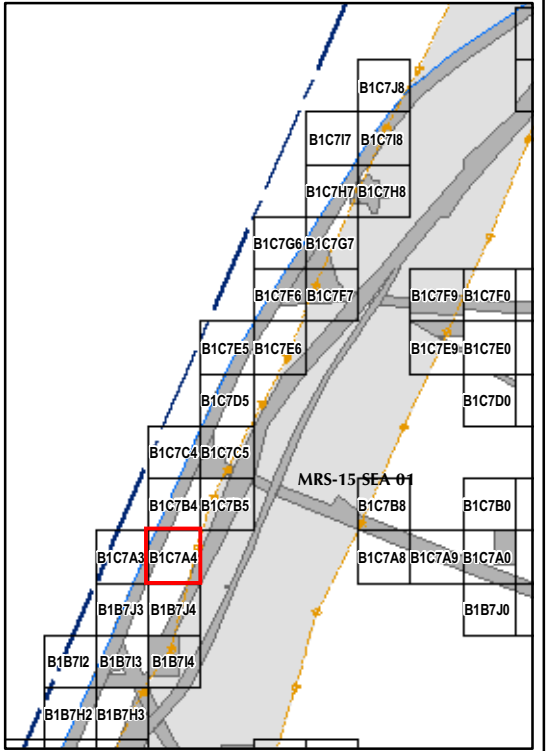 B1C7J8
B1C7I7 B1C7I8
B1C7H7 B1C7H8
B1C7G6 B1C7G7
B1C7F6 B1C7F7 B1C7F9 B1C7F0
B1C7E5 B1C7E6 B1C7E9 B1C7E0
B1C7D5 B1C7D0
B1C7C4 B1C7C5
MRS-15 SEA 01
B1C7B4 B1C7B5 B1C7B8 B1C7B0
B1C7A3 B1C7A4 B1C7A8 B1C7A9 B1C7A0
B1B7J3 B1B7J4 B1B7J0
B1B7I2 B1B7I3 B1B7I4
B1B7H2 B1B7H3